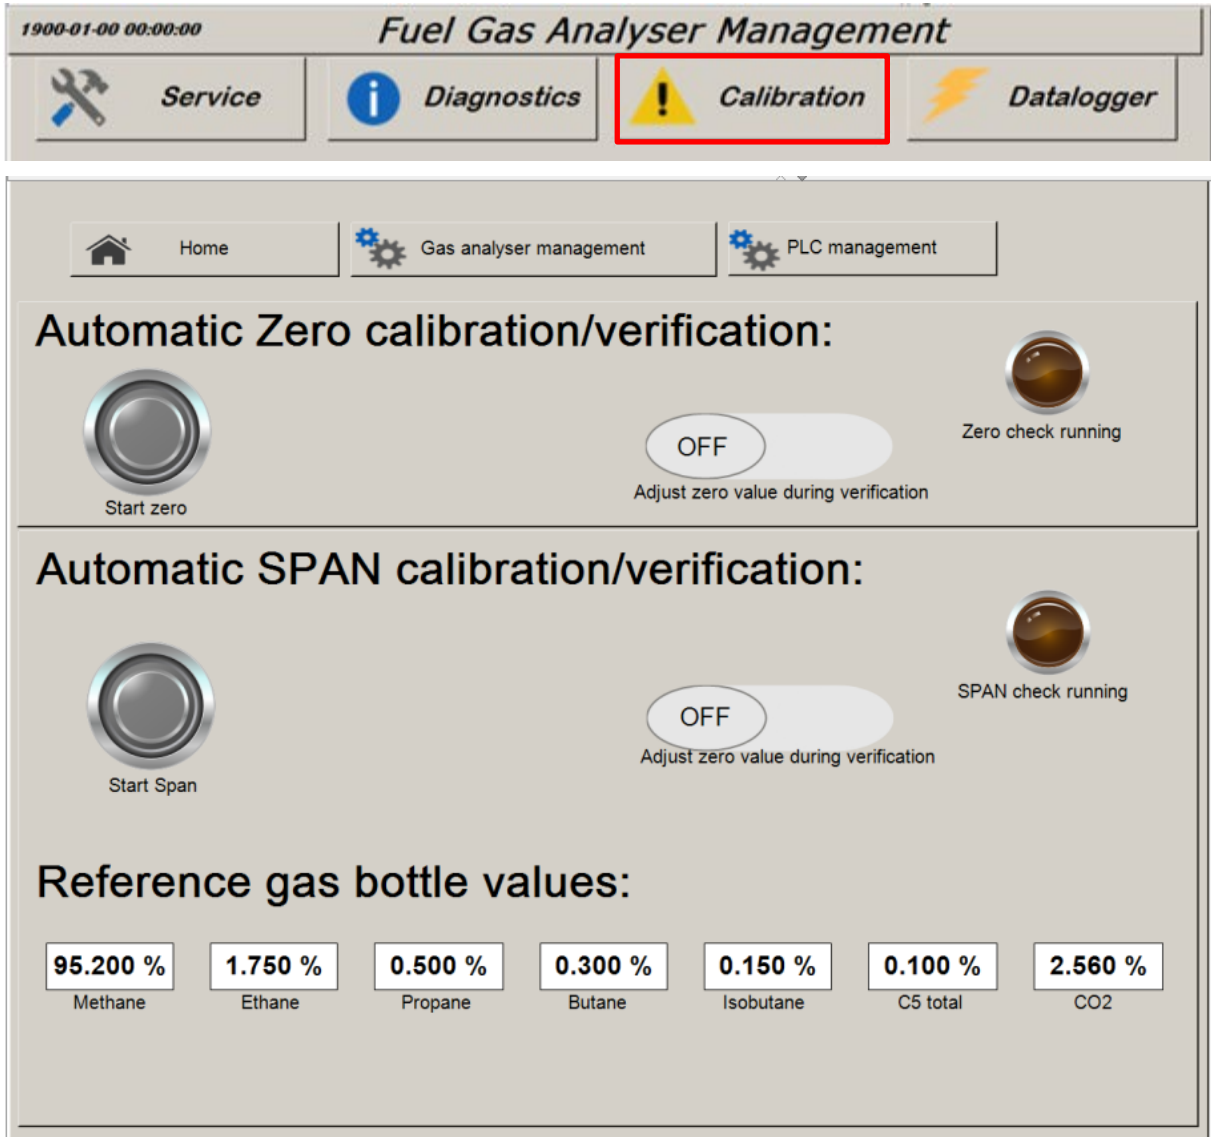 1900-01-00 00:00:00
Fuel Gas Analyser Management
Service
Diagnostics
Calibration
Datalogger
Home
Gas analyser management
PLC management
Automatic Zero calibration/verification:
Start zero
OFF
Adjust zero value during verification
Zero check running
Automatic SPAN calibration/verification:
Start Span
OFF
Adjust zero value during verification
SPAN check running
Reference gas bottle values:
95.200 % 1.750 % 0.500 % 0.300 % 0.150 % 0.100 % 2.560 %
Methane Ethane Propane Butane Isobutane C5 total CO2